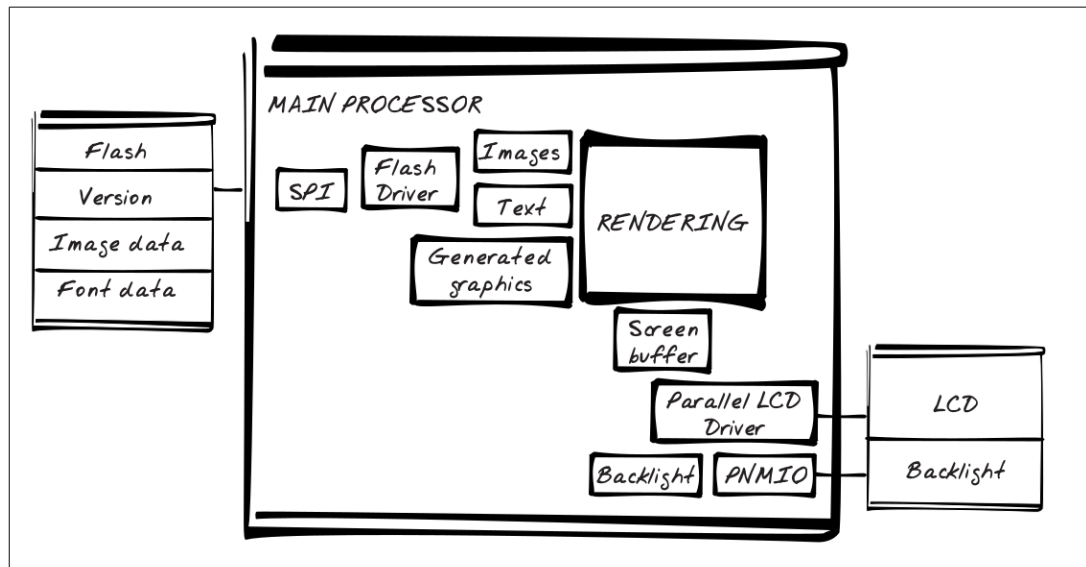 MAIN PROCESSOR
Flash
Version
Image data
Font data
SPI
Flash
Driver
Images
Text
Generated
graphics
RENDERING
Screen
buffer
Parallel LCD
Driver
Backlight
PNMIO
LCD
Backlight